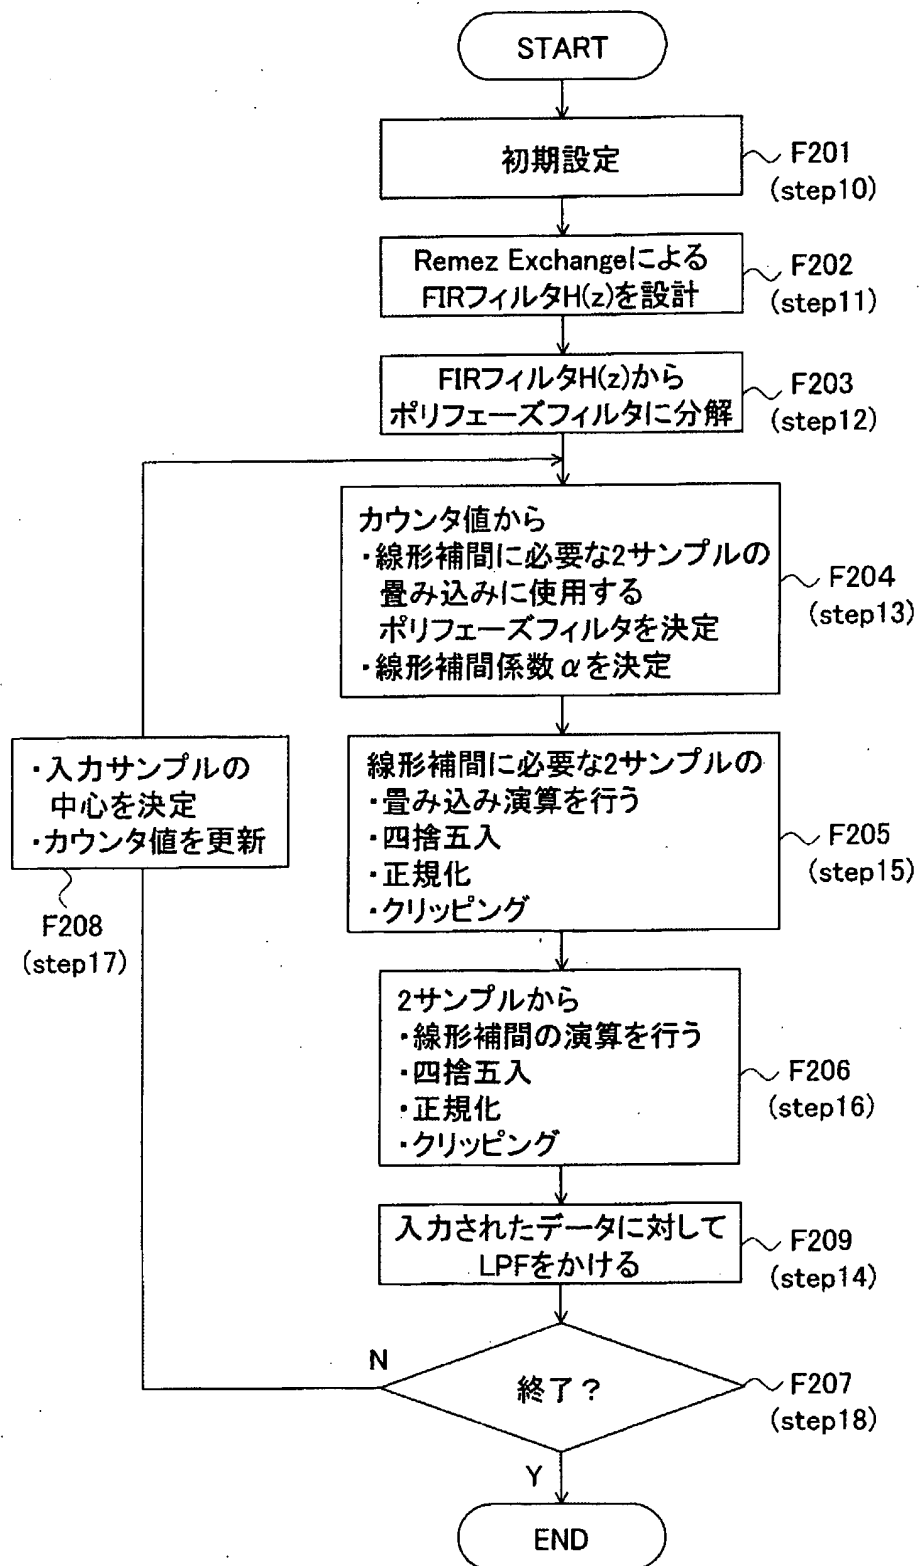 START
初期設定
F201
(step10)
Remez Exchangeによる
FIRフィルタH(z)を設計
F202
(step11)
FIRフィルタH(z)から
ポリフェーズフィルタに分解
F203
(step12)
カウンタ値から
・線形補間に必要な2サンプルの
畳み込みに使用する
ポリフェーズフィルタを決定
・線形補間係数αを決定
F204
(step13)
線形補間に必要な2サンプルの
・畳み込み演算を行う
・四捨五入
・正規化
・クリッピング
F205
(step15)
・入力サンプルの
中心を決定
・カウンタ値を更新
F208
(step17)
2サンプルから
・線形補間の演算を行う
・四捨五入
・正規化
・クリッピング
F206
(step16)
入力されたデータに対して
LPFをかける
F209
(step14)
N
終了?
F207
(step18)
Y
END